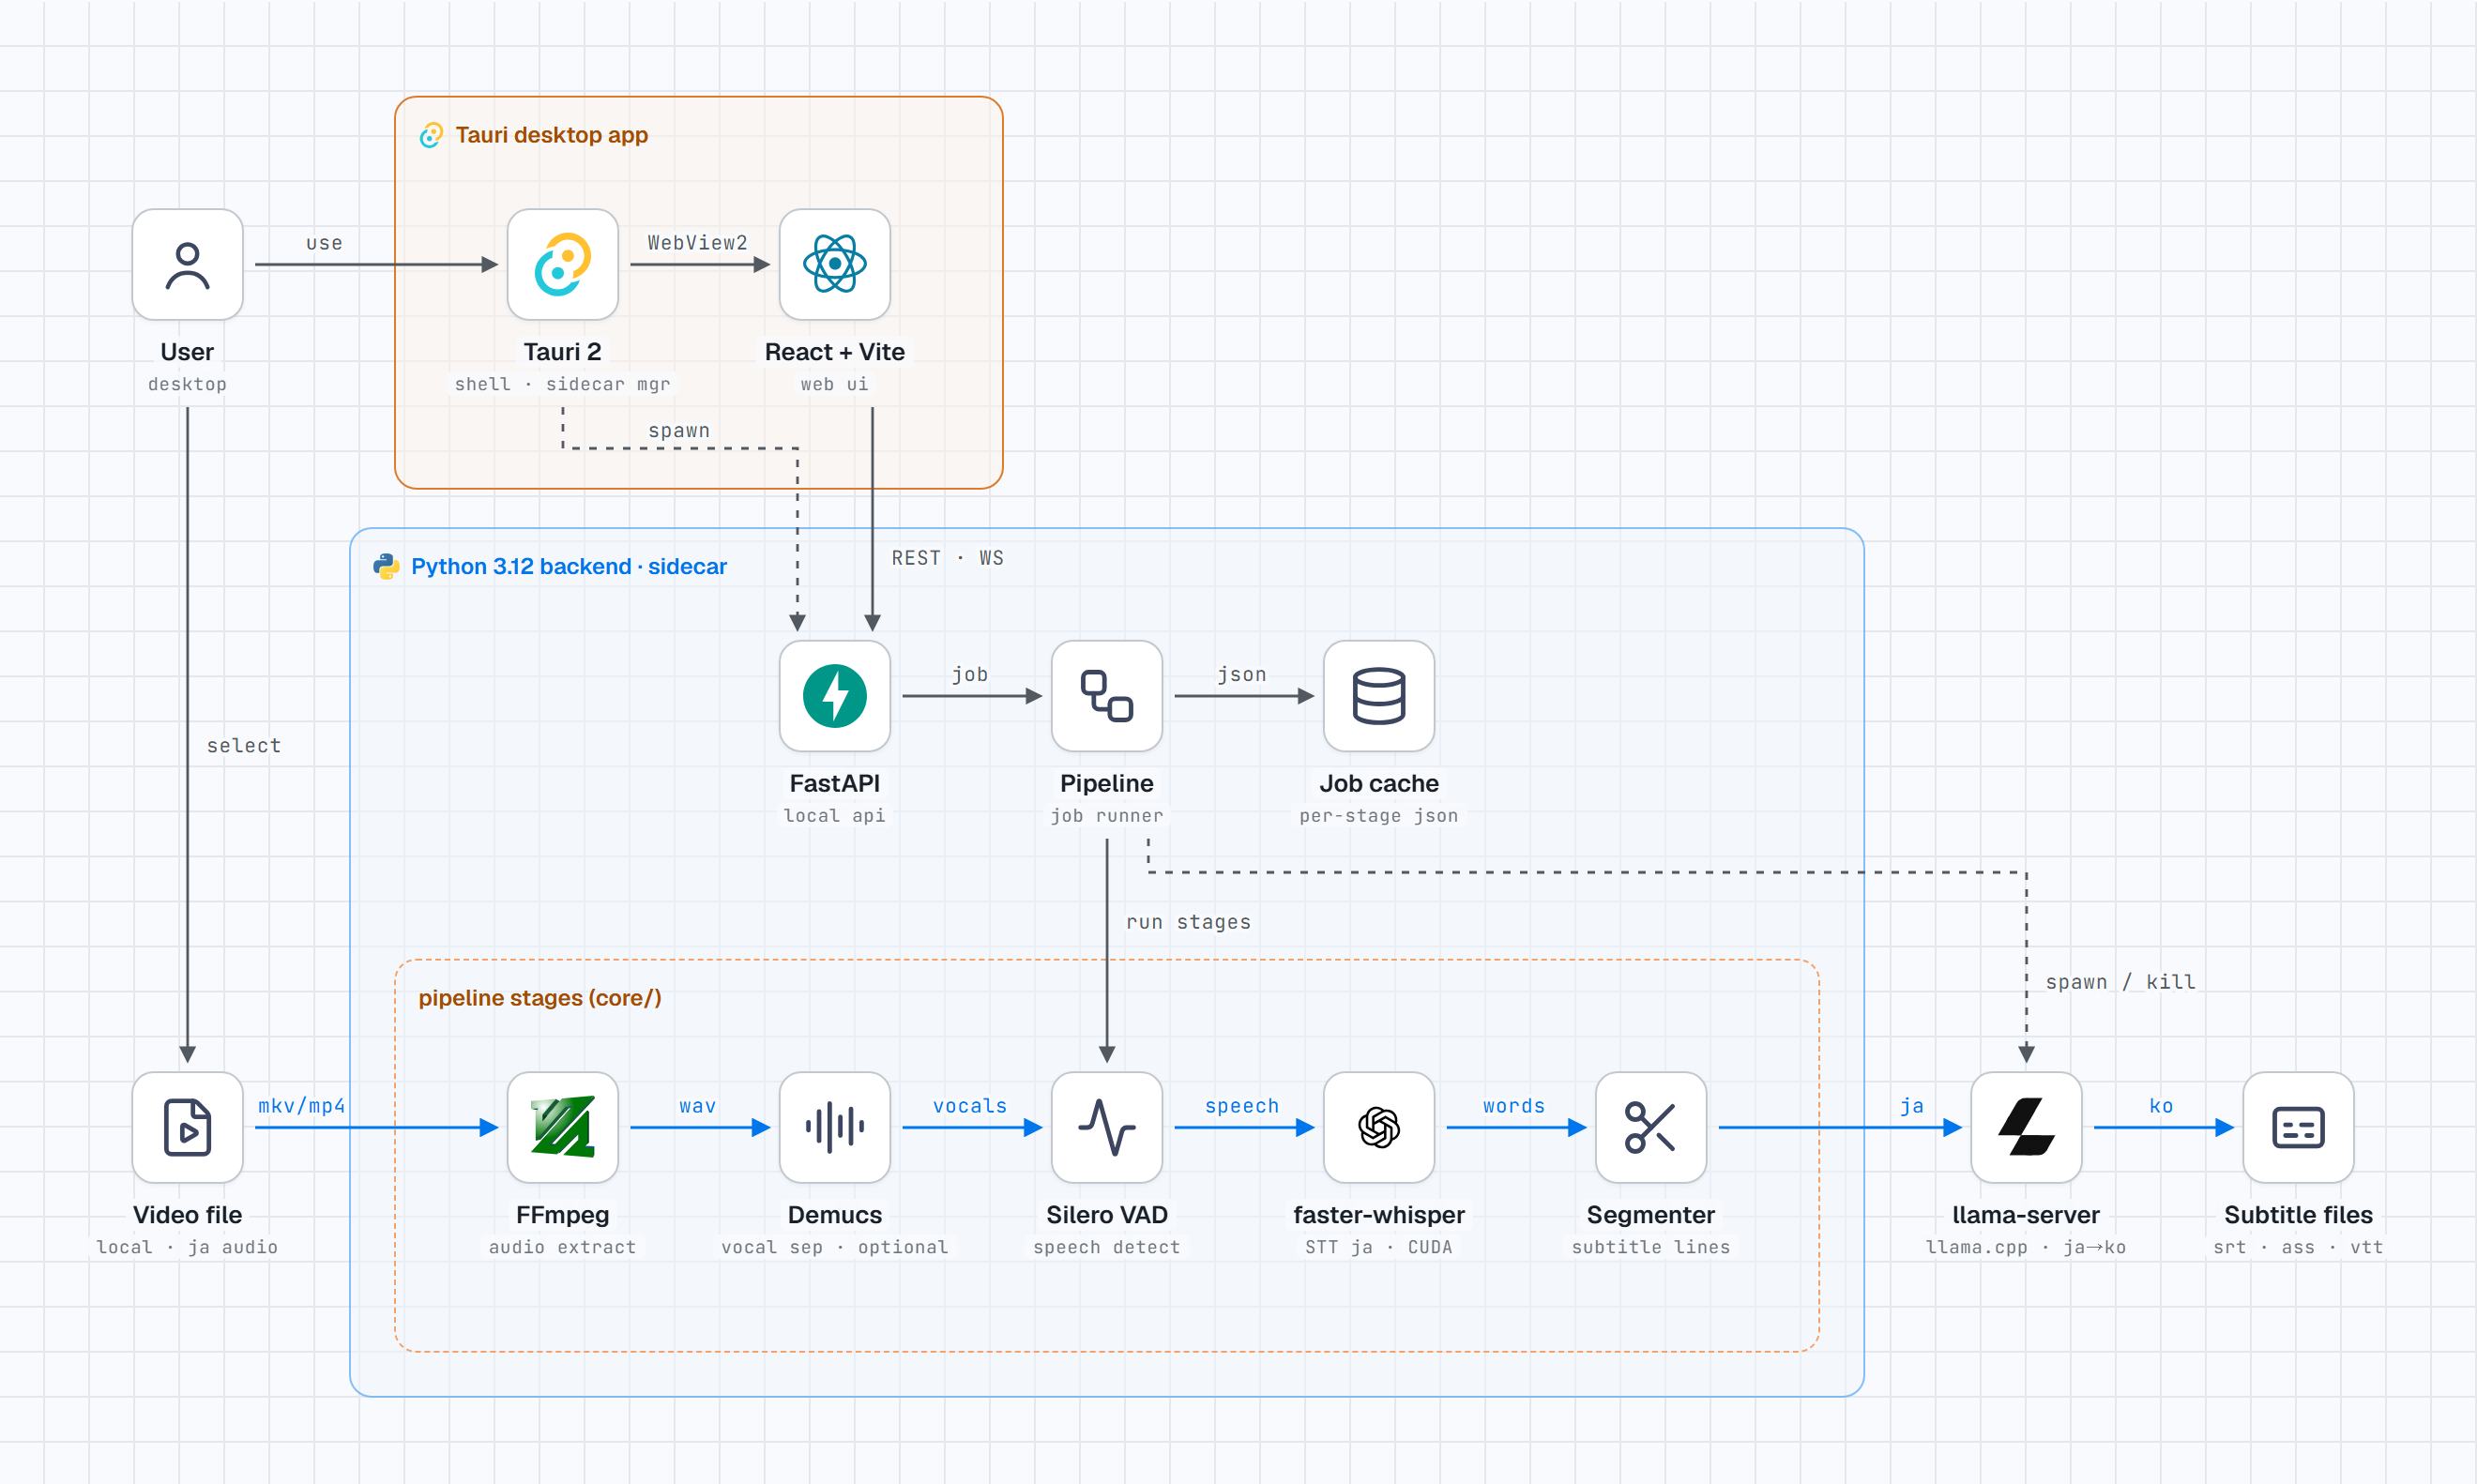 Tauri desktop app
use
WebView2
User
desktop
Tauri 2
shell · sidecar mgr
React + Vite
web ui
spawn
REST · WS
Python 3.12 backend · sidecar
job
json
select
FastAPI
local api
Pipeline
job runner
Job cache
per-stage json
run stages
spawn / kill
pipeline stages (core/)
mkv/mp4
wav
vocals
speech
words
ja
ko
Video file
local · ja audio
FFmpeg
audio extract
Demucs
vocal sep · optional
Silero VAD
speech detect
faster-whisper
STT ja · CUDA
Segmenter
subtitle lines
llama-server
llama.cpp · ja→ko
Subtitle files
srt · ass · vtt